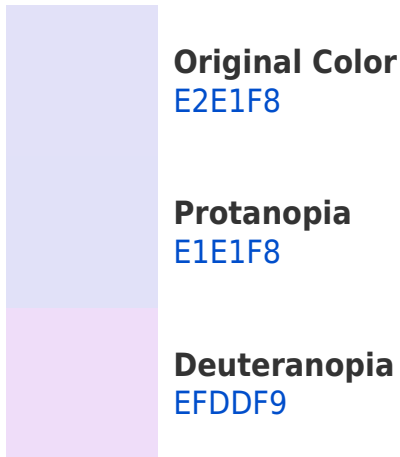 Original Color
E2E1F8
Protanopia
E1E1F8
Deuteranopia
EFDDF9